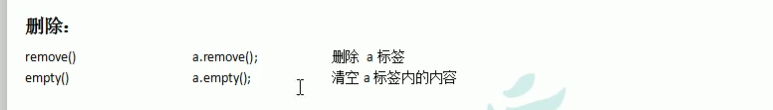 删除:
remove() a.remove(); 删除 a 标签
empty() a.empty(); 清空 a 标签内的内容